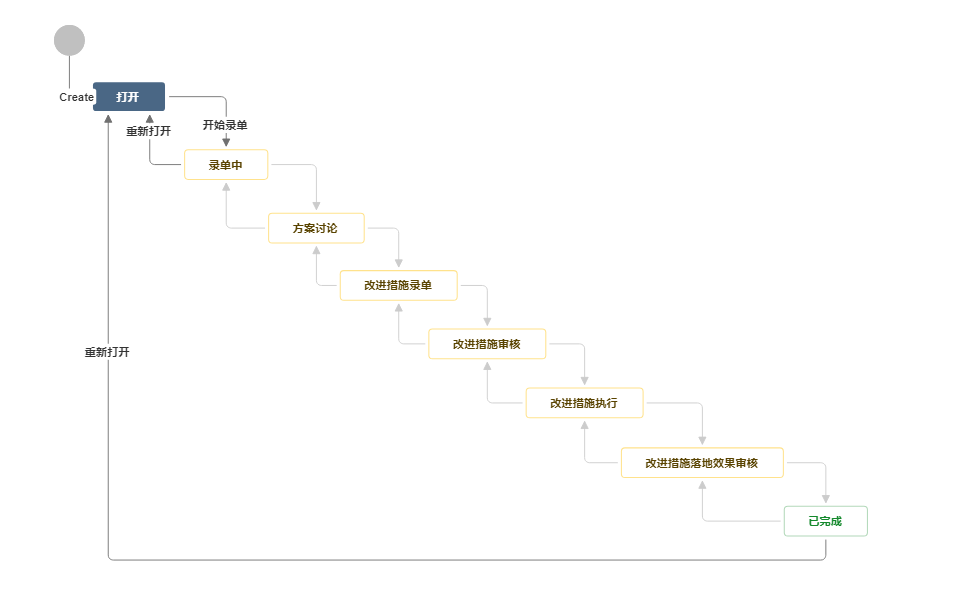 Create
打开
重新打开
开始录单
录单中
方案讨论
改进措施录单
改进措施审核
重新打开
改进措施执行
改进措施落地效果审核
已完成